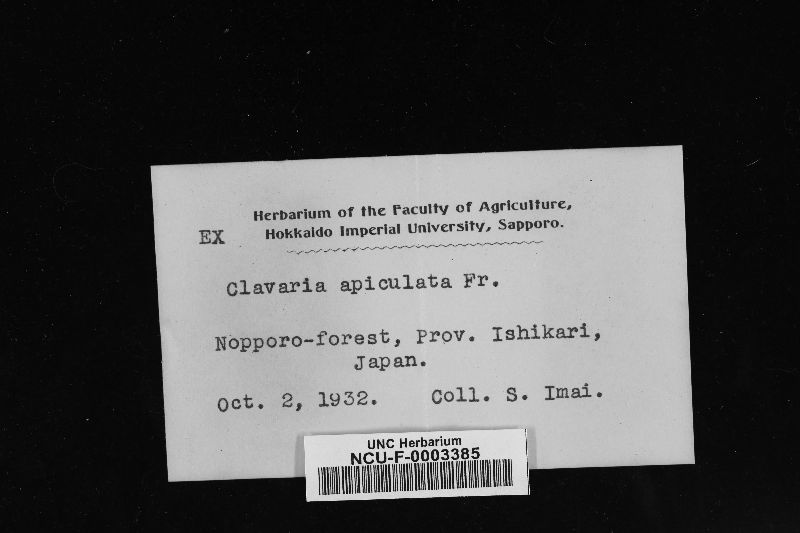 Herbarium of the Faculty of Agriculture,
Hokkaido Imperial University, Sapporo.
EX
Clavaria apiculata Fr.
Nopporo-forest, Prov. Ishikari,
Japan.
Oct. 2, 1932. Coll. S. Imai.
UNC Herbarium
NCU-F-0003385